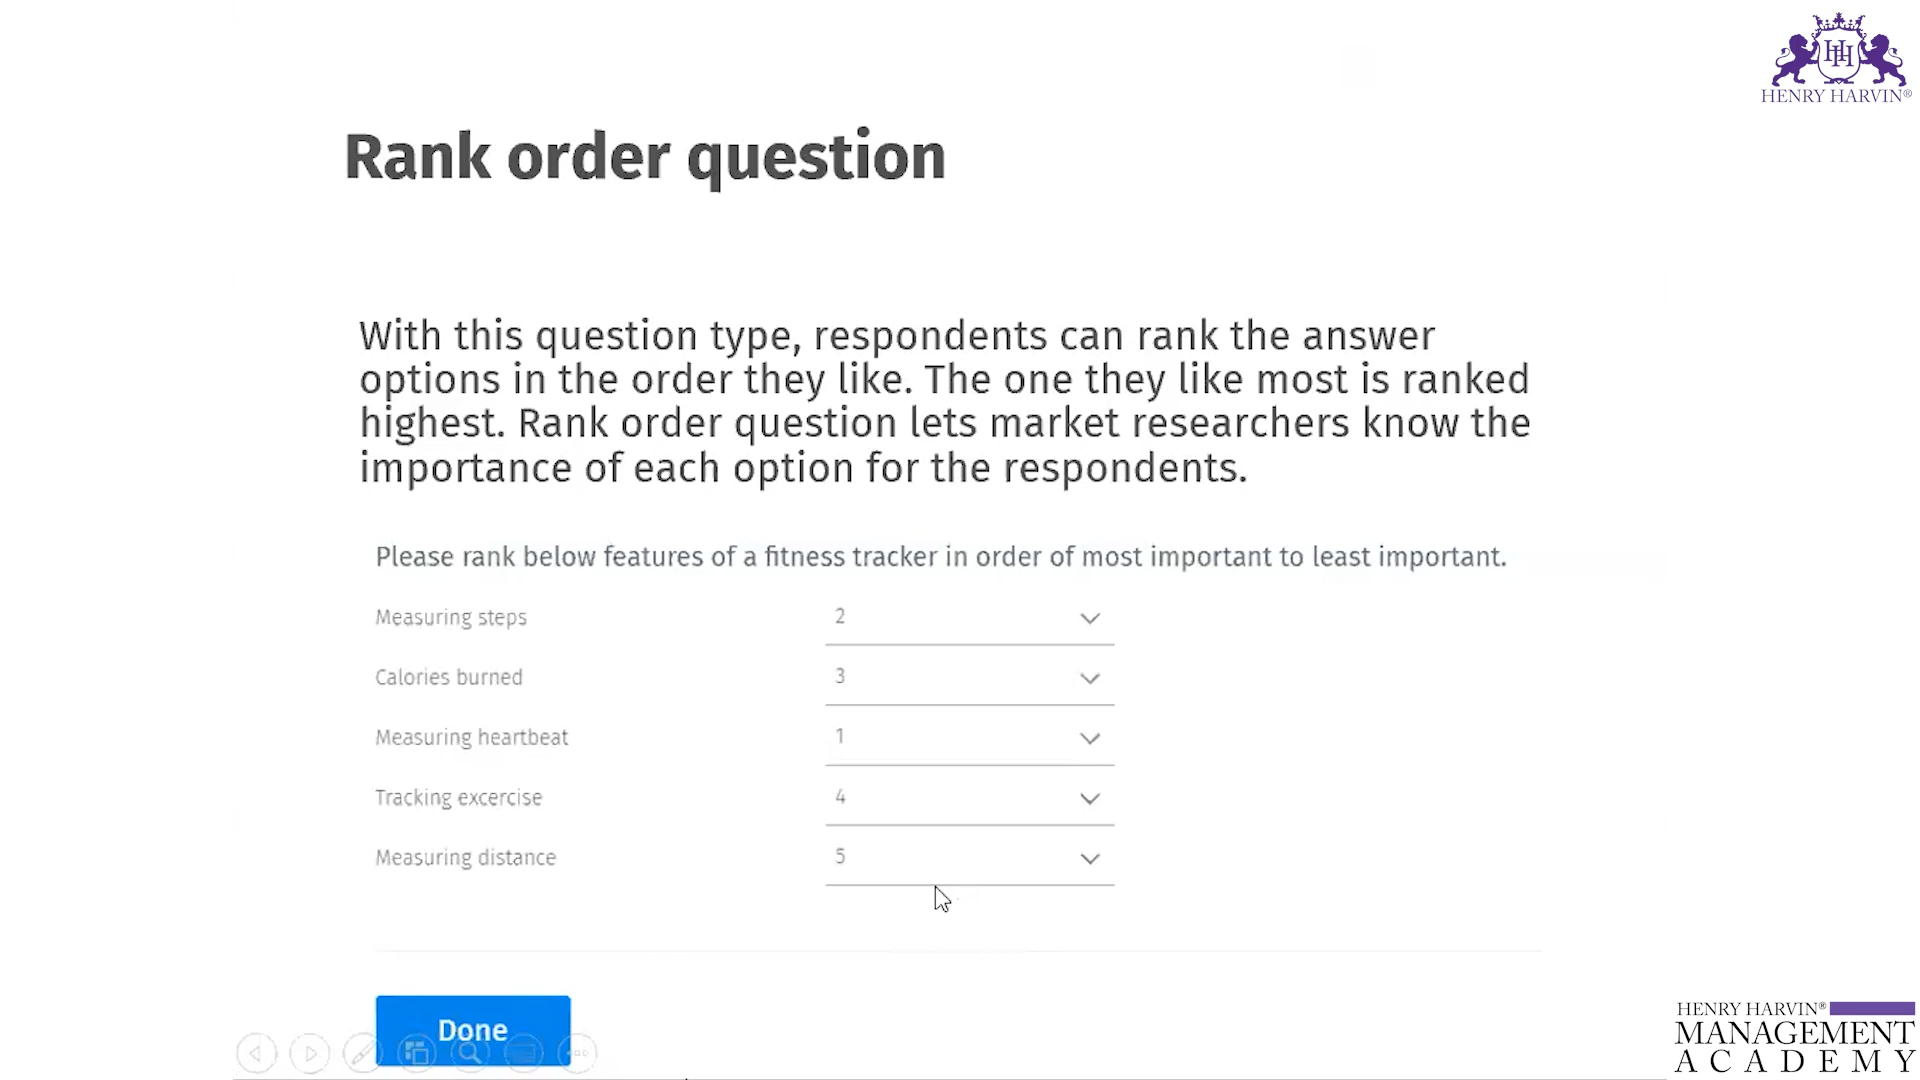 HENRY HARVIN®
Rank order question
With this question type, respondents can rank the answer
options in the order they like. The one they like most is ranked
highest. Rank order question lets market researchers know the
importance of each option for the respondents.
Please rank below features of a fitness tracker in order of most important to least important.
Measuring steps 2
Calories burned 3
Measuring heartbeat 1
Tracking excercise 4
Measuring distance 5
Done
HENRY HARVIN®
MANAGEMENT
ACADEMY